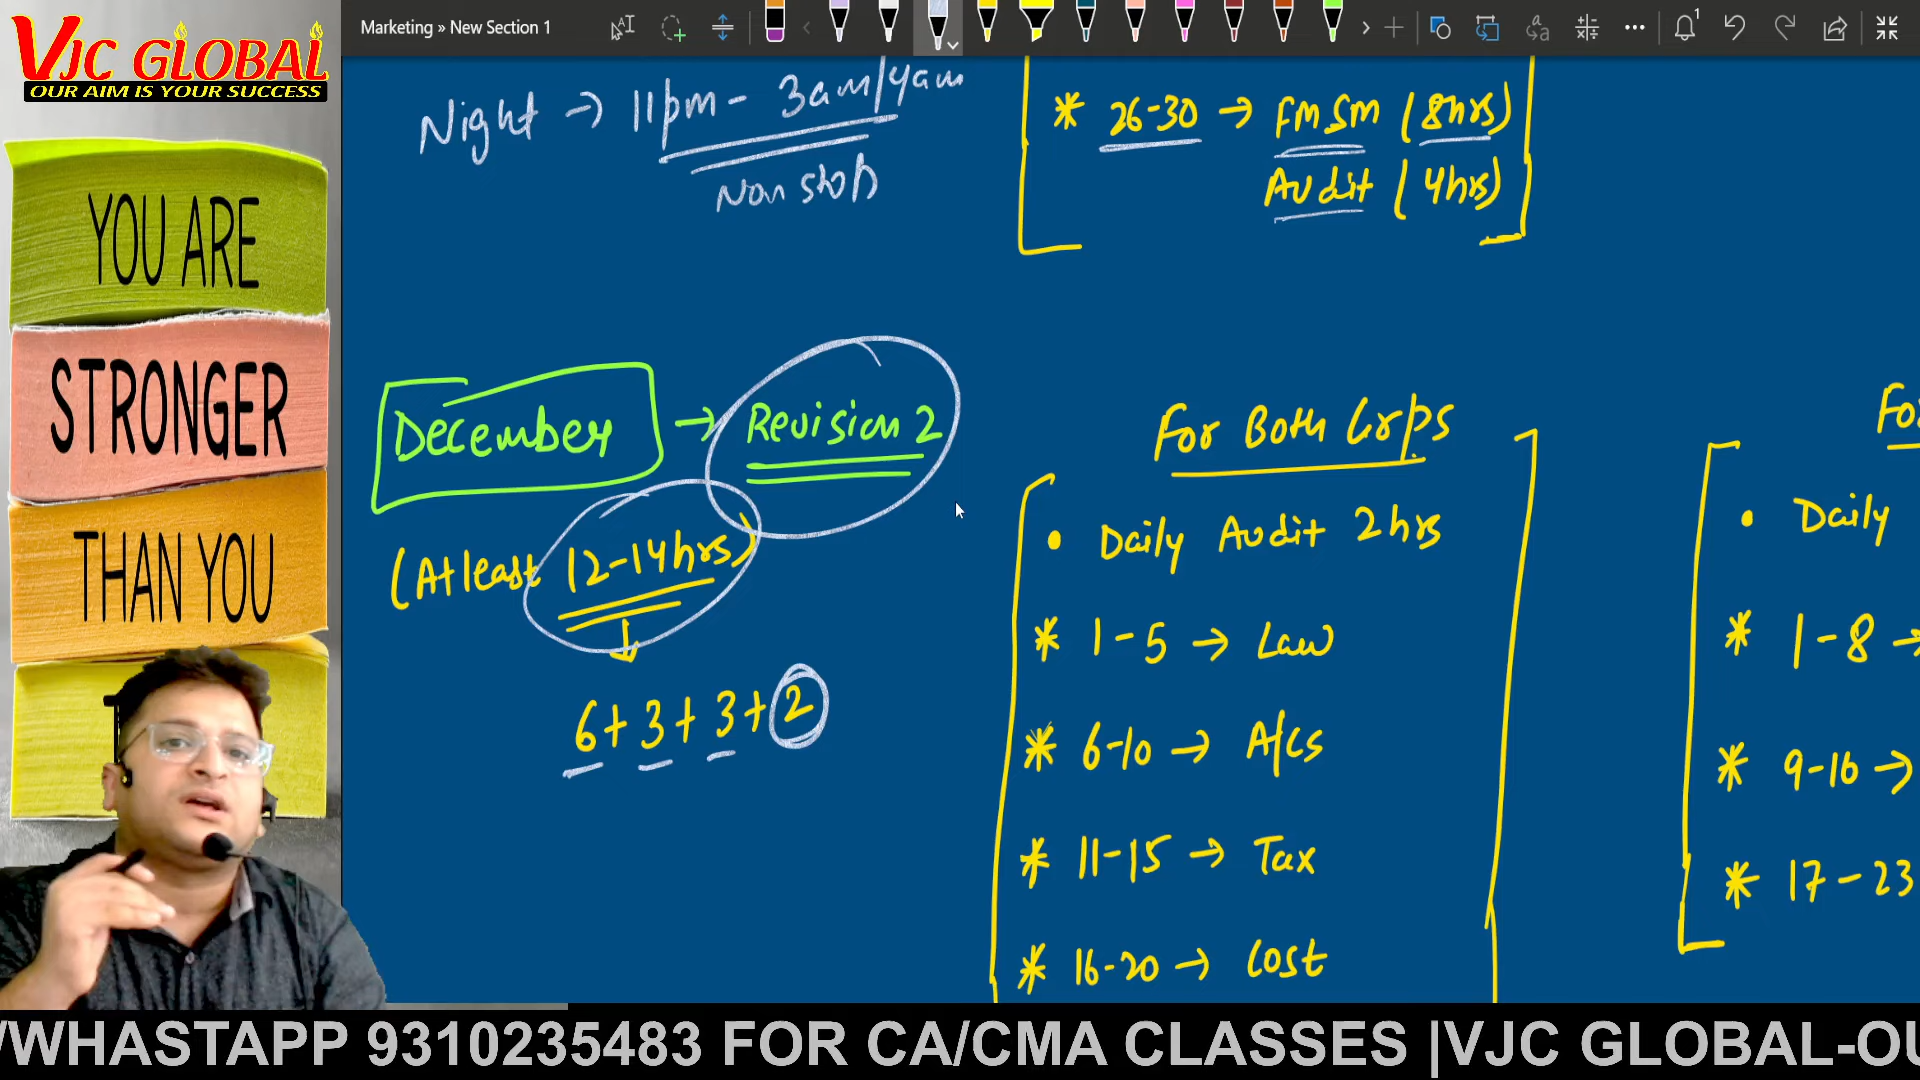 VJC GLOBAL
OUR AIM IS YOUR SUCCESS
YOU ARE
STRONGER
THAN YOU
Marketing » New Section 1
Night → 11pm - 3am/4am
Non stop
* 26-30 → FM SM (8hrs)
Audit (4hrs)
December → Revision 2
(Atleast 12-14hrs)
6+3+3+2
For Both Grps
• Daily Audit 2hrs
* 1-5 → Law
* 6-10 → A/cs
* 11-15 → Tax
* 16-20 → Cost
• Daily
* 1-8 →
* 9-16 →
* 17-23
/WHASTAPP 9310235483 FOR CA/CMA CLASSES |VJC GLOBAL-OU